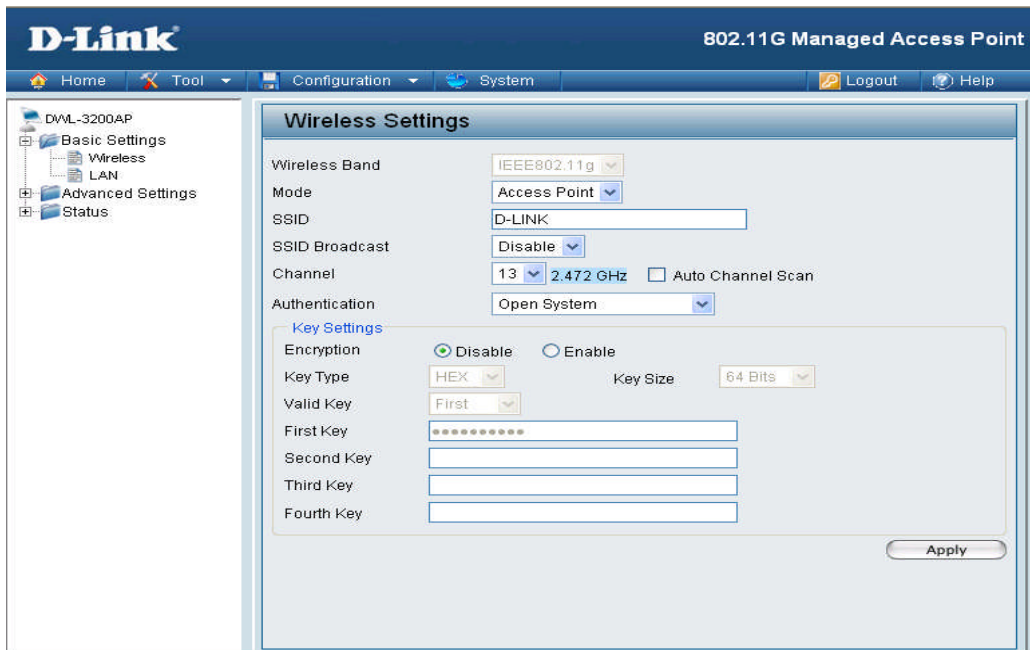 D-Link
802.11G Managed Access Point
Home Tool Configuration System Logout Help
DWL-3200AP
Basic Settings
Wireless
LAN
Advanced Settings
Status
Wireless Settings
Wireless Band IEEE802.11g
Mode Access Point
SSID D-LINK
SSID Broadcast Disable
Channel 13 2.472 GHz Auto Channel Scan
Authentication Open System
Key Settings
Encryption Disable Enable
Key Type HEX Key Size 64 Bits
Valid Key First
First Key ●●●●●●●●●●
Second Key
Third Key
Fourth Key
Apply